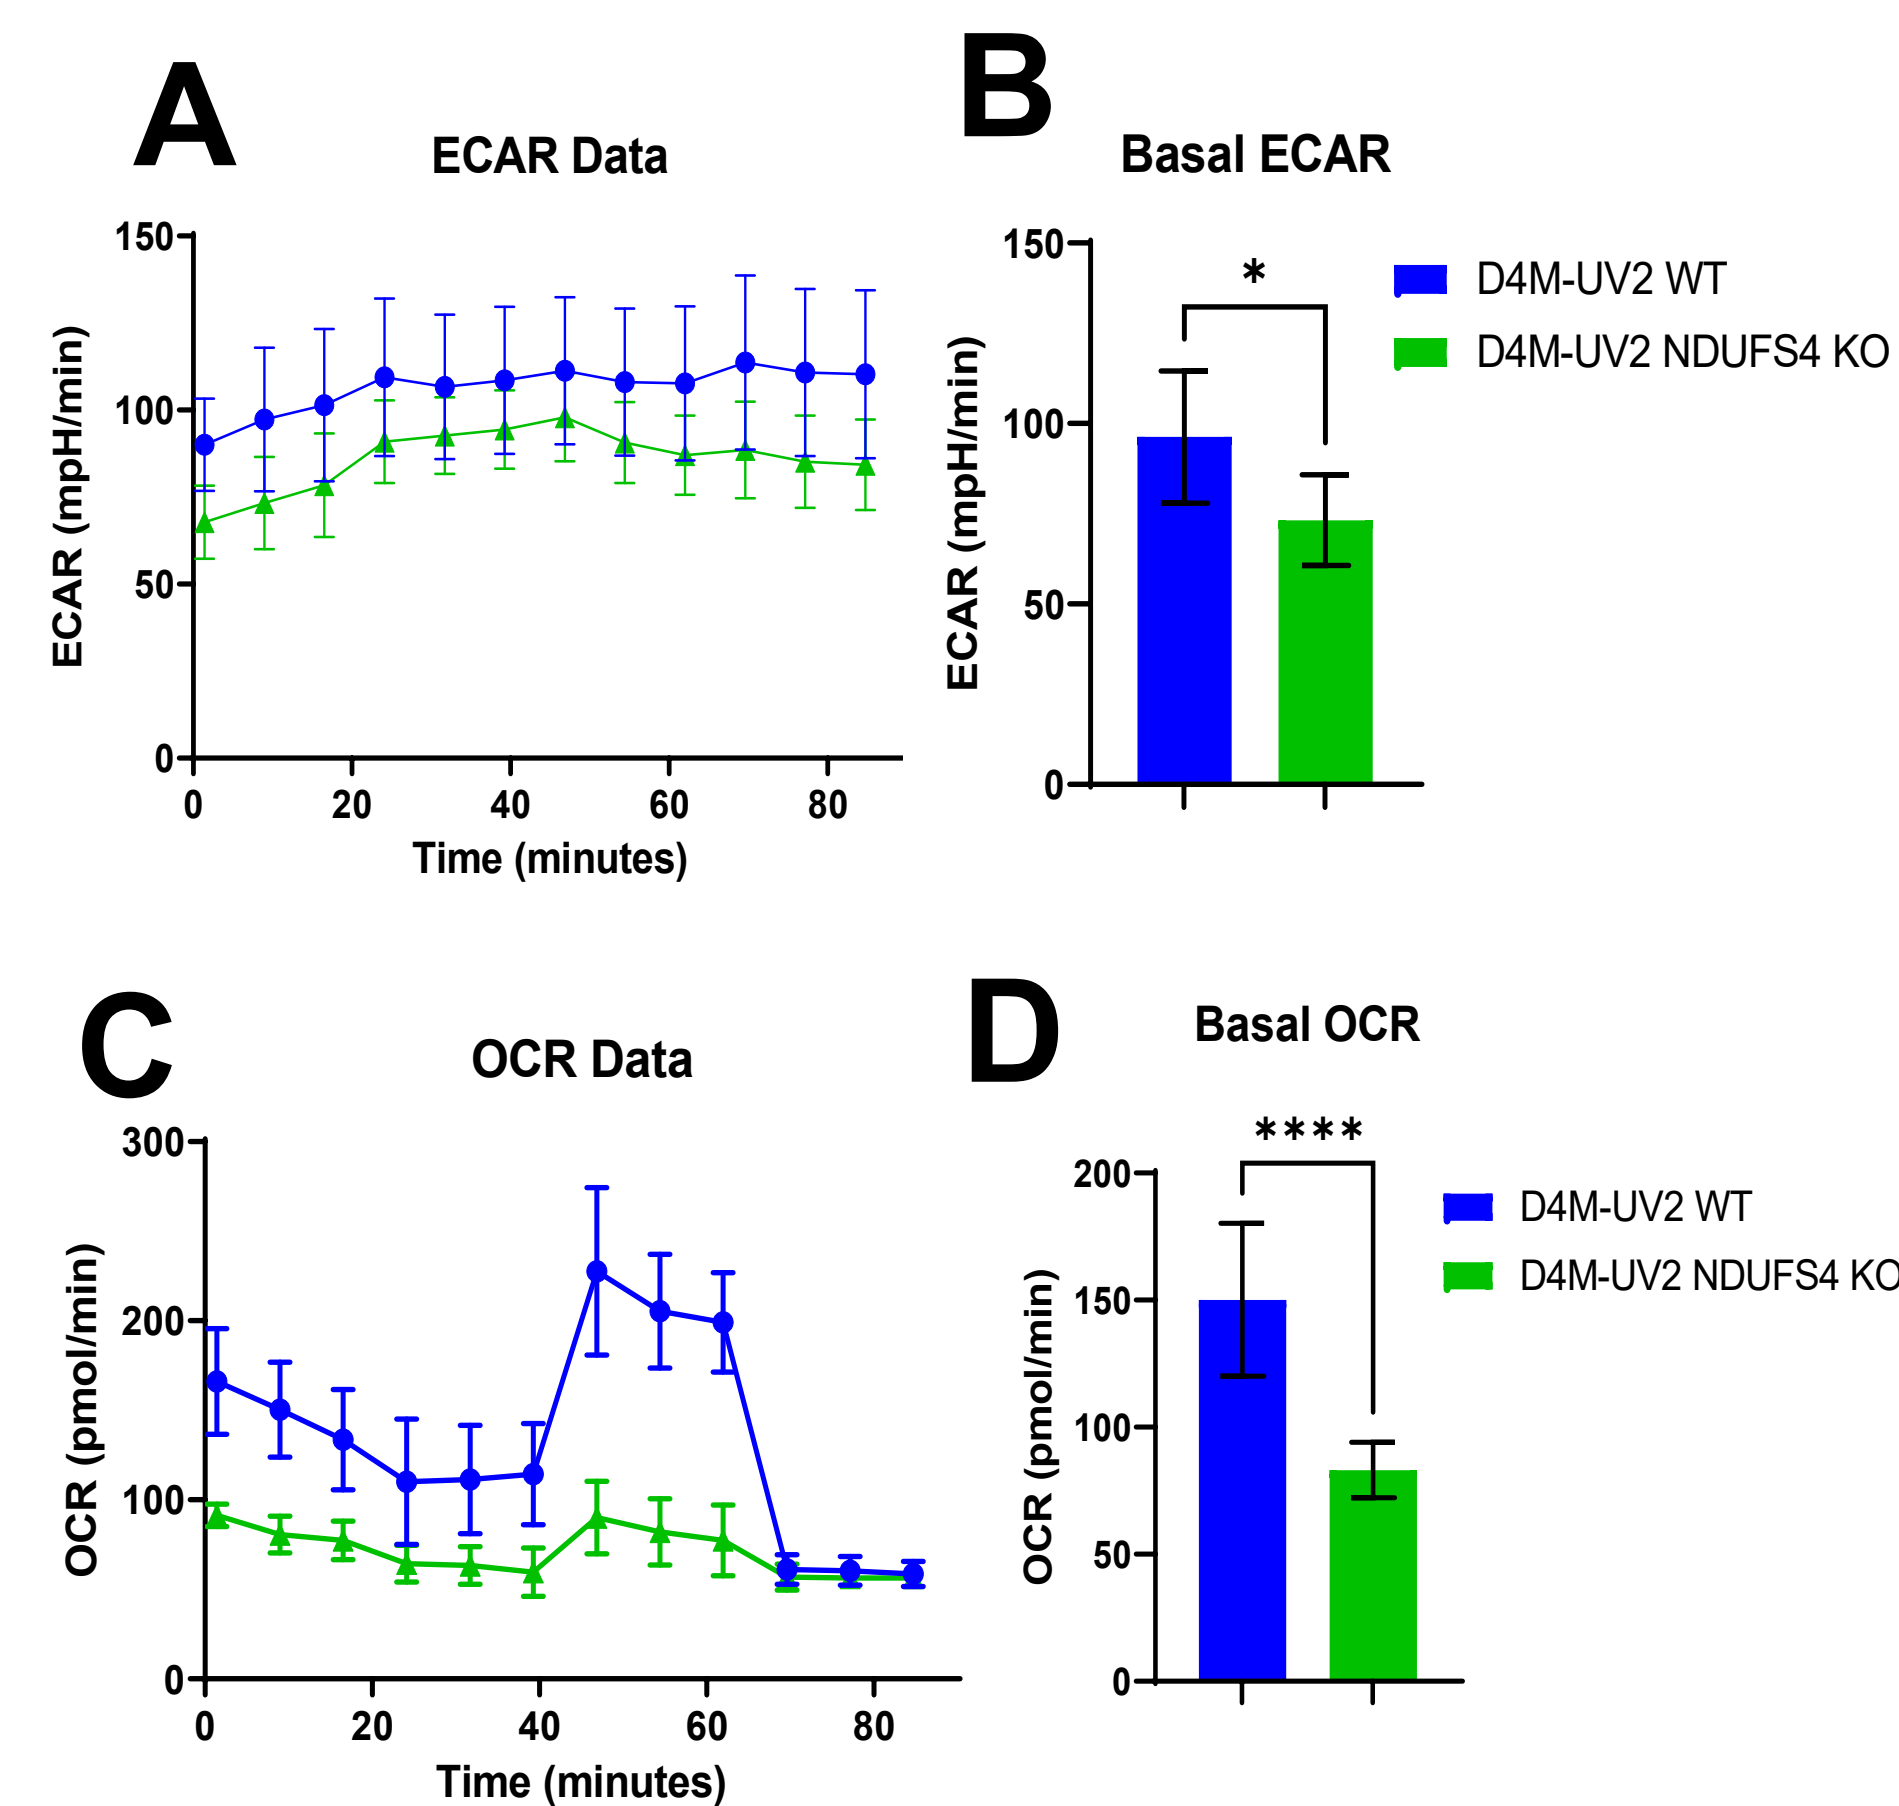 A
ECAR Data
150
100
50
0
0 20 40 60 80
ECAR (mpH/min)
Time (minutes)
B
Basal ECAR
150
100
50
0
ECAR (mpH/min)
*
D4M-UV2 WT
D4M-UV2 NDUFS4 KO
C
OCR Data
300
200
100
0
0 20 40 60 80
OCR (pmol/min)
Time (minutes)
D
Basal OCR
200
150
100
50
0
OCR (pmol/min)
****
D4M-UV2 WT
D4M-UV2 NDUFS4 KO